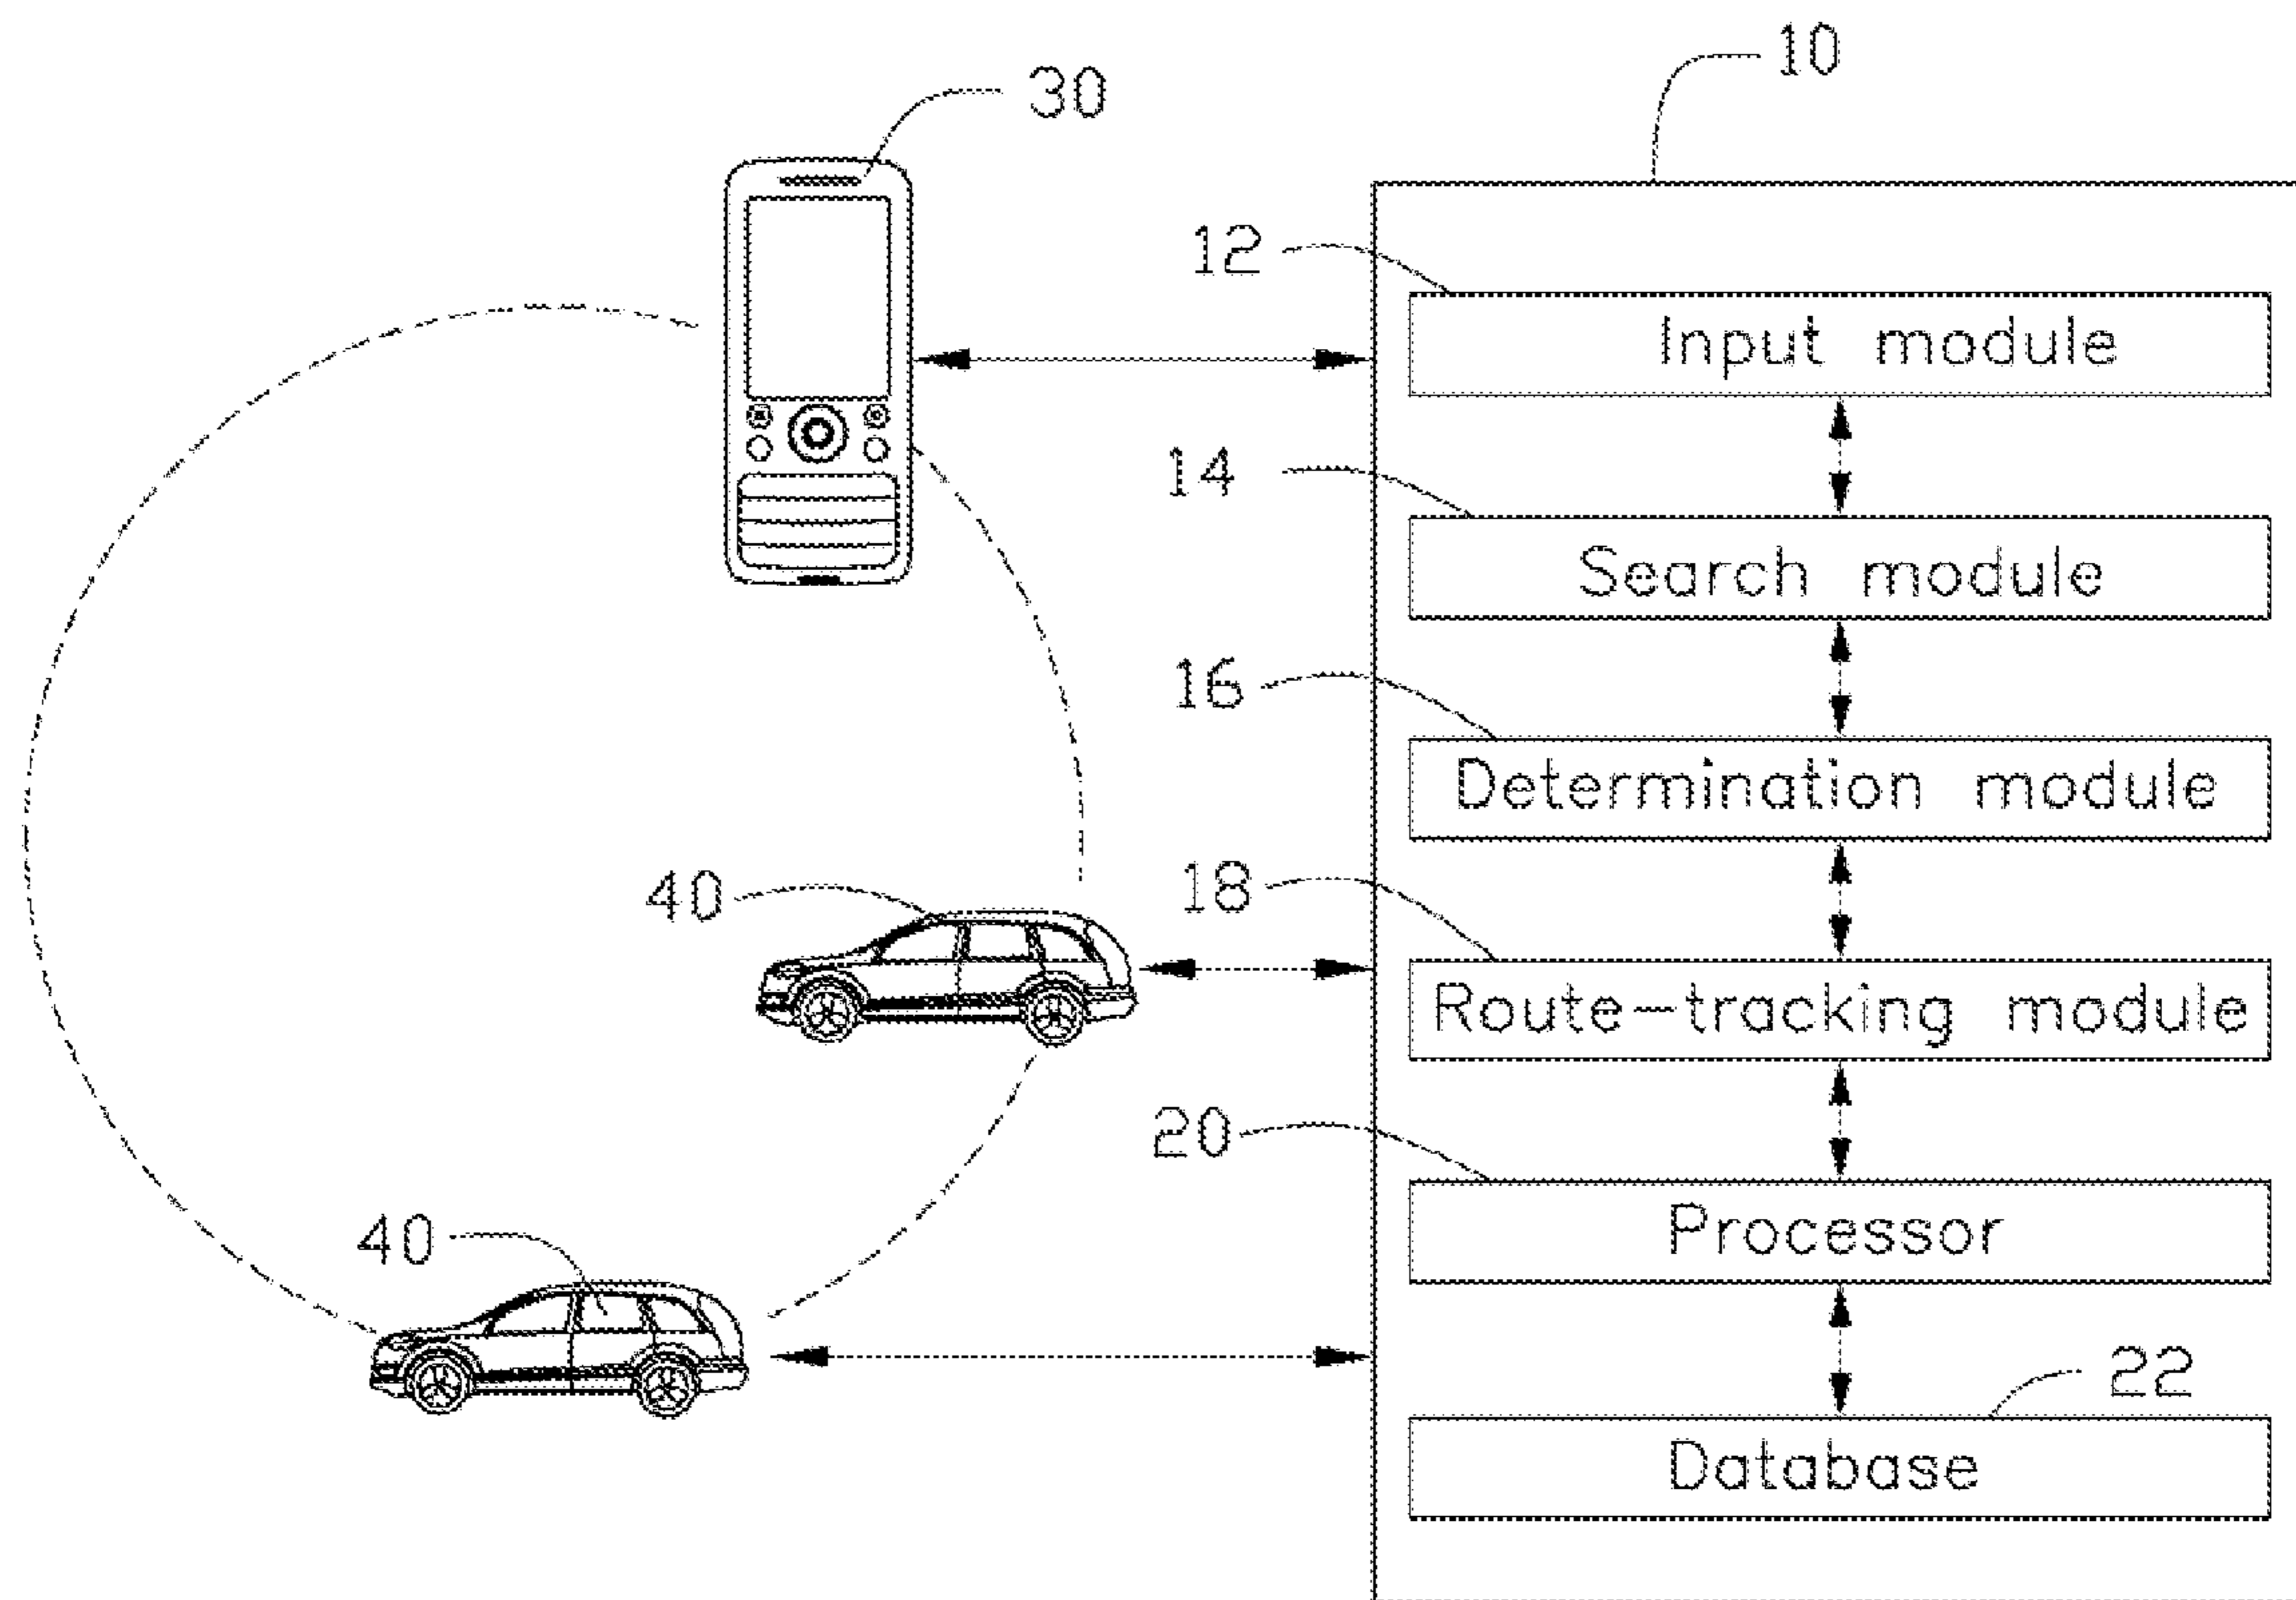 10
30
12
Input module
14
Search module
16
Determination module
40
18
Route-tracking module
20
Processor
40
22
Database